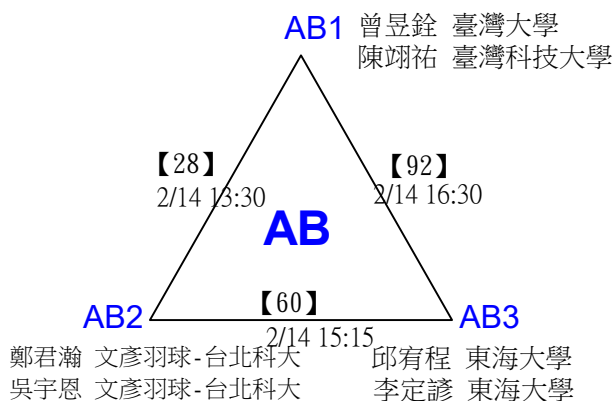 AB1 曾昱銓 臺灣大學
陳翊祐 臺灣科技大學
【28】
2/14 13:30
【92】
2/14 16:30
AB
【60】
2/14 15:15
AB2
AB3
鄭君瀚 文彥羽球-台北科大
吳宇恩 文彥羽球-台北科大
邱宥程 東海大學
李定諺 東海大學